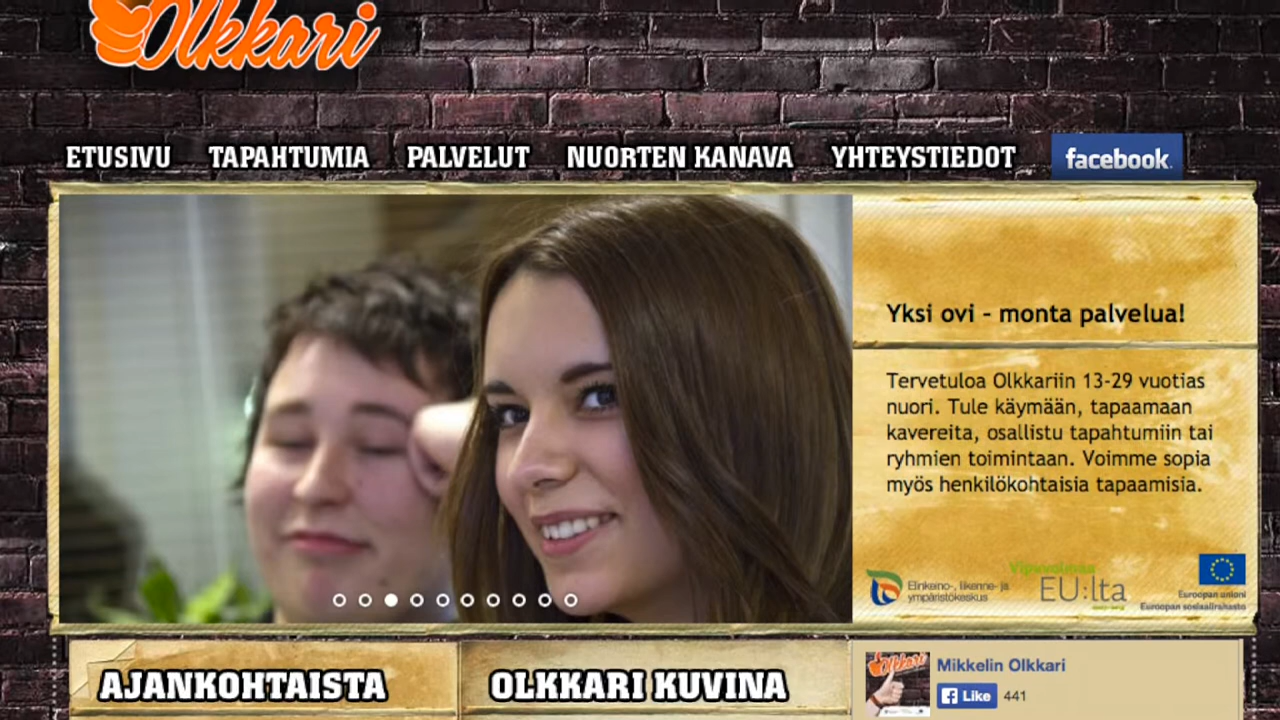 Olkkari
ETUSIVU TAPAHTUMIA PALVELUT NUORTEN KANAVA YHTEYSTIEDOT facebook
Yksi ovi - monta palvelua!
Tervetuloa Olkkariin 13-29 vuotias
nuori. Tule käymään, tapaamaan
kavereita, osallistu tapahtumiin tai
ryhmien toimintaan. Voimme sopia
myös henkilökohtaisia tapaamisia.
Elinkeino-, liikenne- ja
ympäristökeskus
Vipuvoimaa
EU:lta
Euroopan unioni
Euroopan sosiaalirahasto
AJANKOHTAISTA OLKKARI KUVINA
Olkkari
Mikkelin Olkkari
Like 441